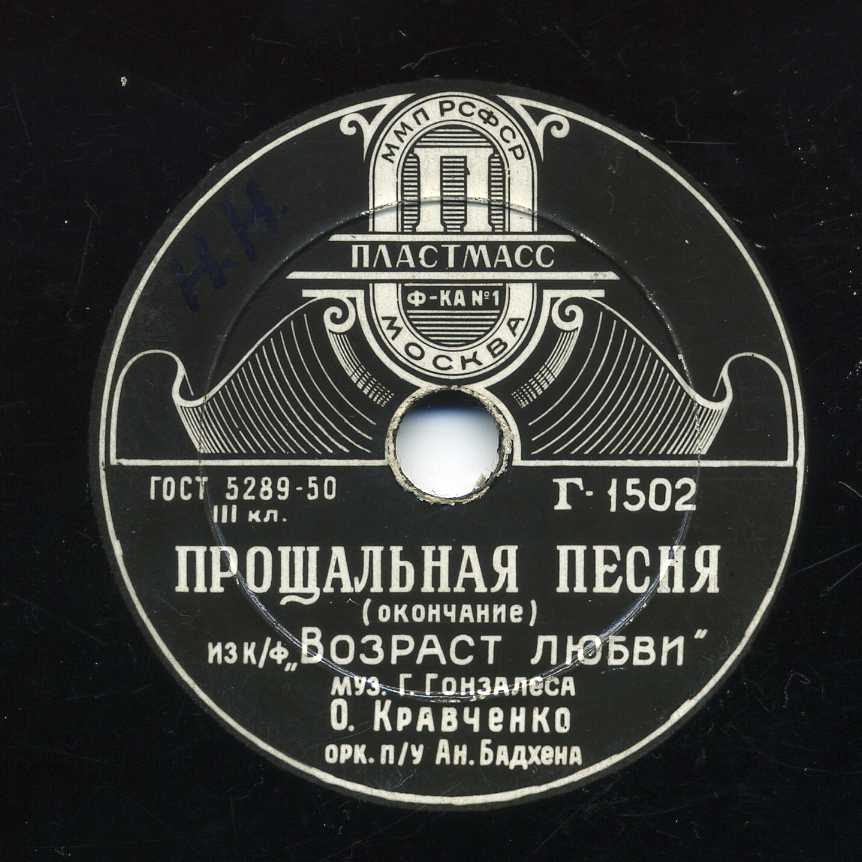 ММП РСФСР
П
ПЛАСТМАСС
Ф-КА №1
МОСКВА
Н.Н.
ГОСТ 5289-50
III кл.
Г-1502
ПРОЩАЛЬНАЯ ПЕСНЯ
(ОКОНЧАНИЕ)
ИЗ К/Ф „ВОЗРАСТ ЛЮБВИ”
МУЗ. Г. ГОНЗАЛЕСА
О. КРАВЧЕНКО
ОРК. П/У АН. БАДХЕНА